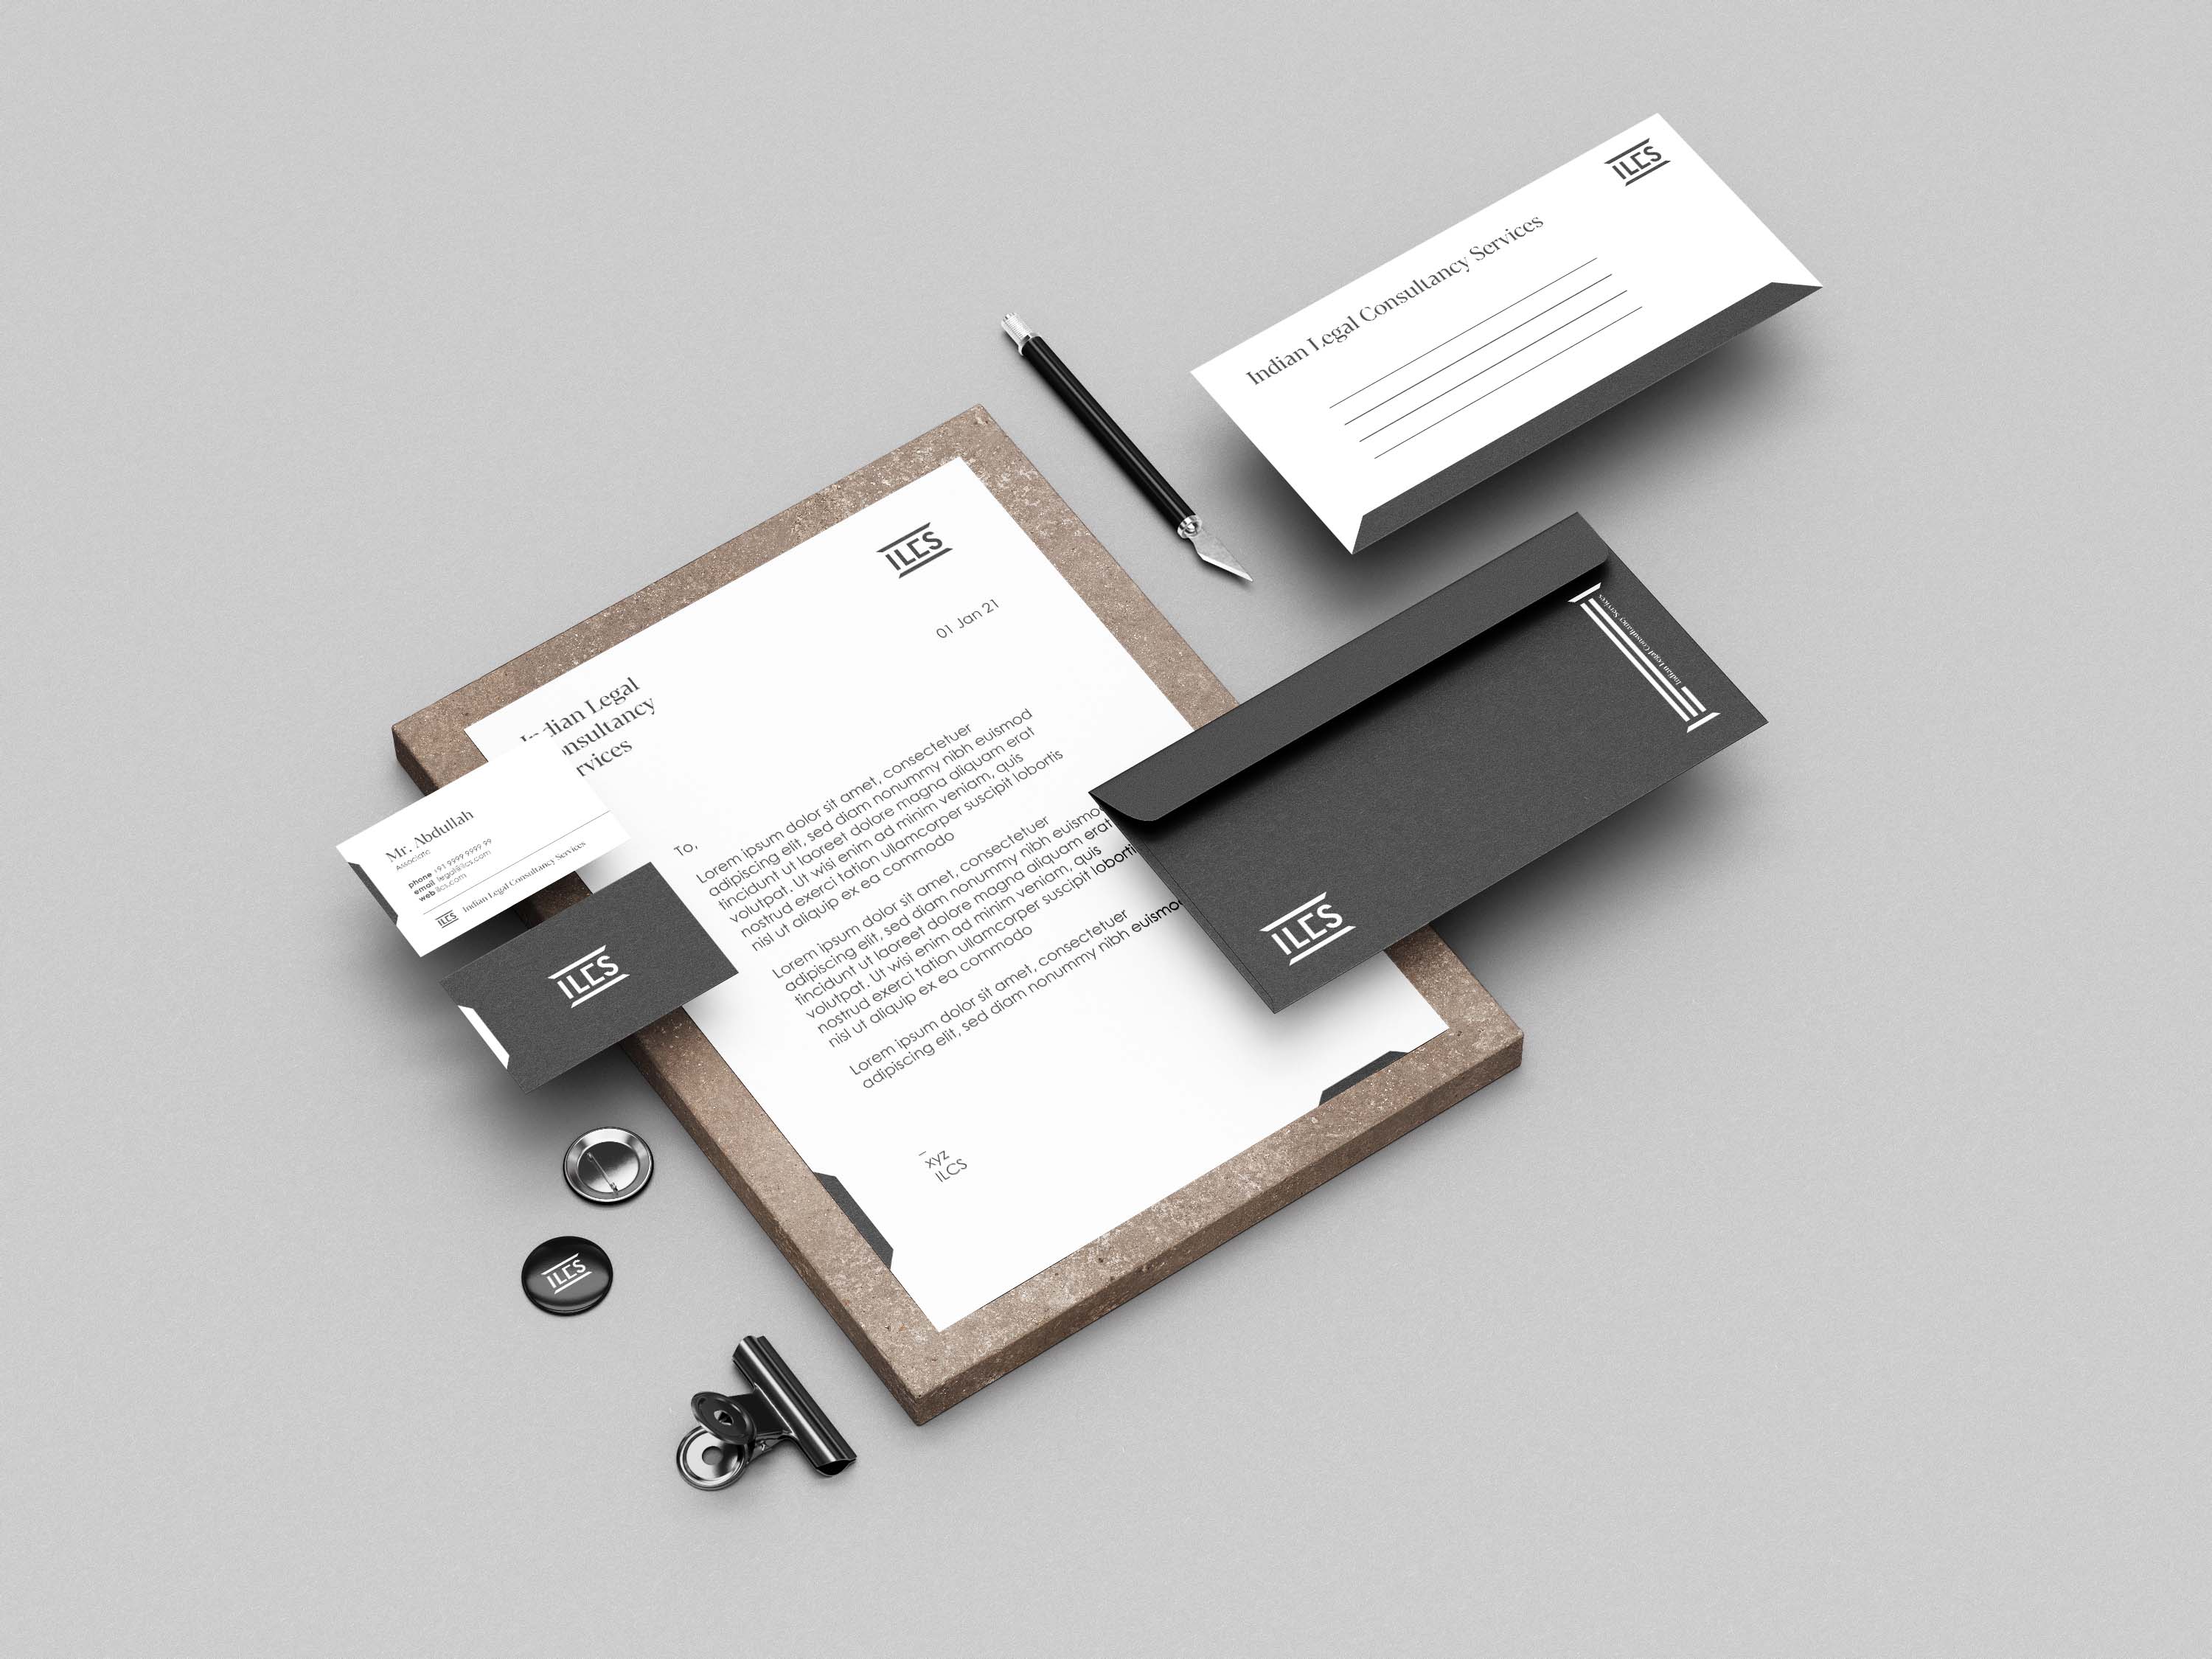 ILCS
Indian Legal Consultancy Services
ILCS
01 Jan 21
Indian Legal
Consultancy
Services
To,
Lorem ipsum dolor sit amet, consectetuer
adipiscing elit, sed diam nonummy nibh euismod
tincidunt ut laoreet dolore magna aliquam erat
volutpat. Ut wisi enim ad minim veniam, quis
nostrud exerci tation ullamcorper suscipit lobortis
nisl ut aliquip ex ea commodo
Lorem ipsum dolor sit amet, consectetuer
adipiscing elit, sed diam nonummy nibh euismo
tincidunt ut laoreet dolore magna aliquam erat
volutpat. Ut wisi enim ad minim veniam, quis
nostrud exerci tation ullamcorper suscipit loborti
nisl ut aliquip ex ea commodo
Lorem ipsum dolor sit amet, consectetuer
adipiscing elit, sed diam nonummy nibh euismo
–
xyz
ILCS
Indian Legal Consultancy Services
ILCS
Mr. Abdullah
Associate
phone +91 9999 9999 99
email legal@ilcs.com
web ilcs.com
ILCS Indian Legal Consultancy Services
ILCS
ILCS